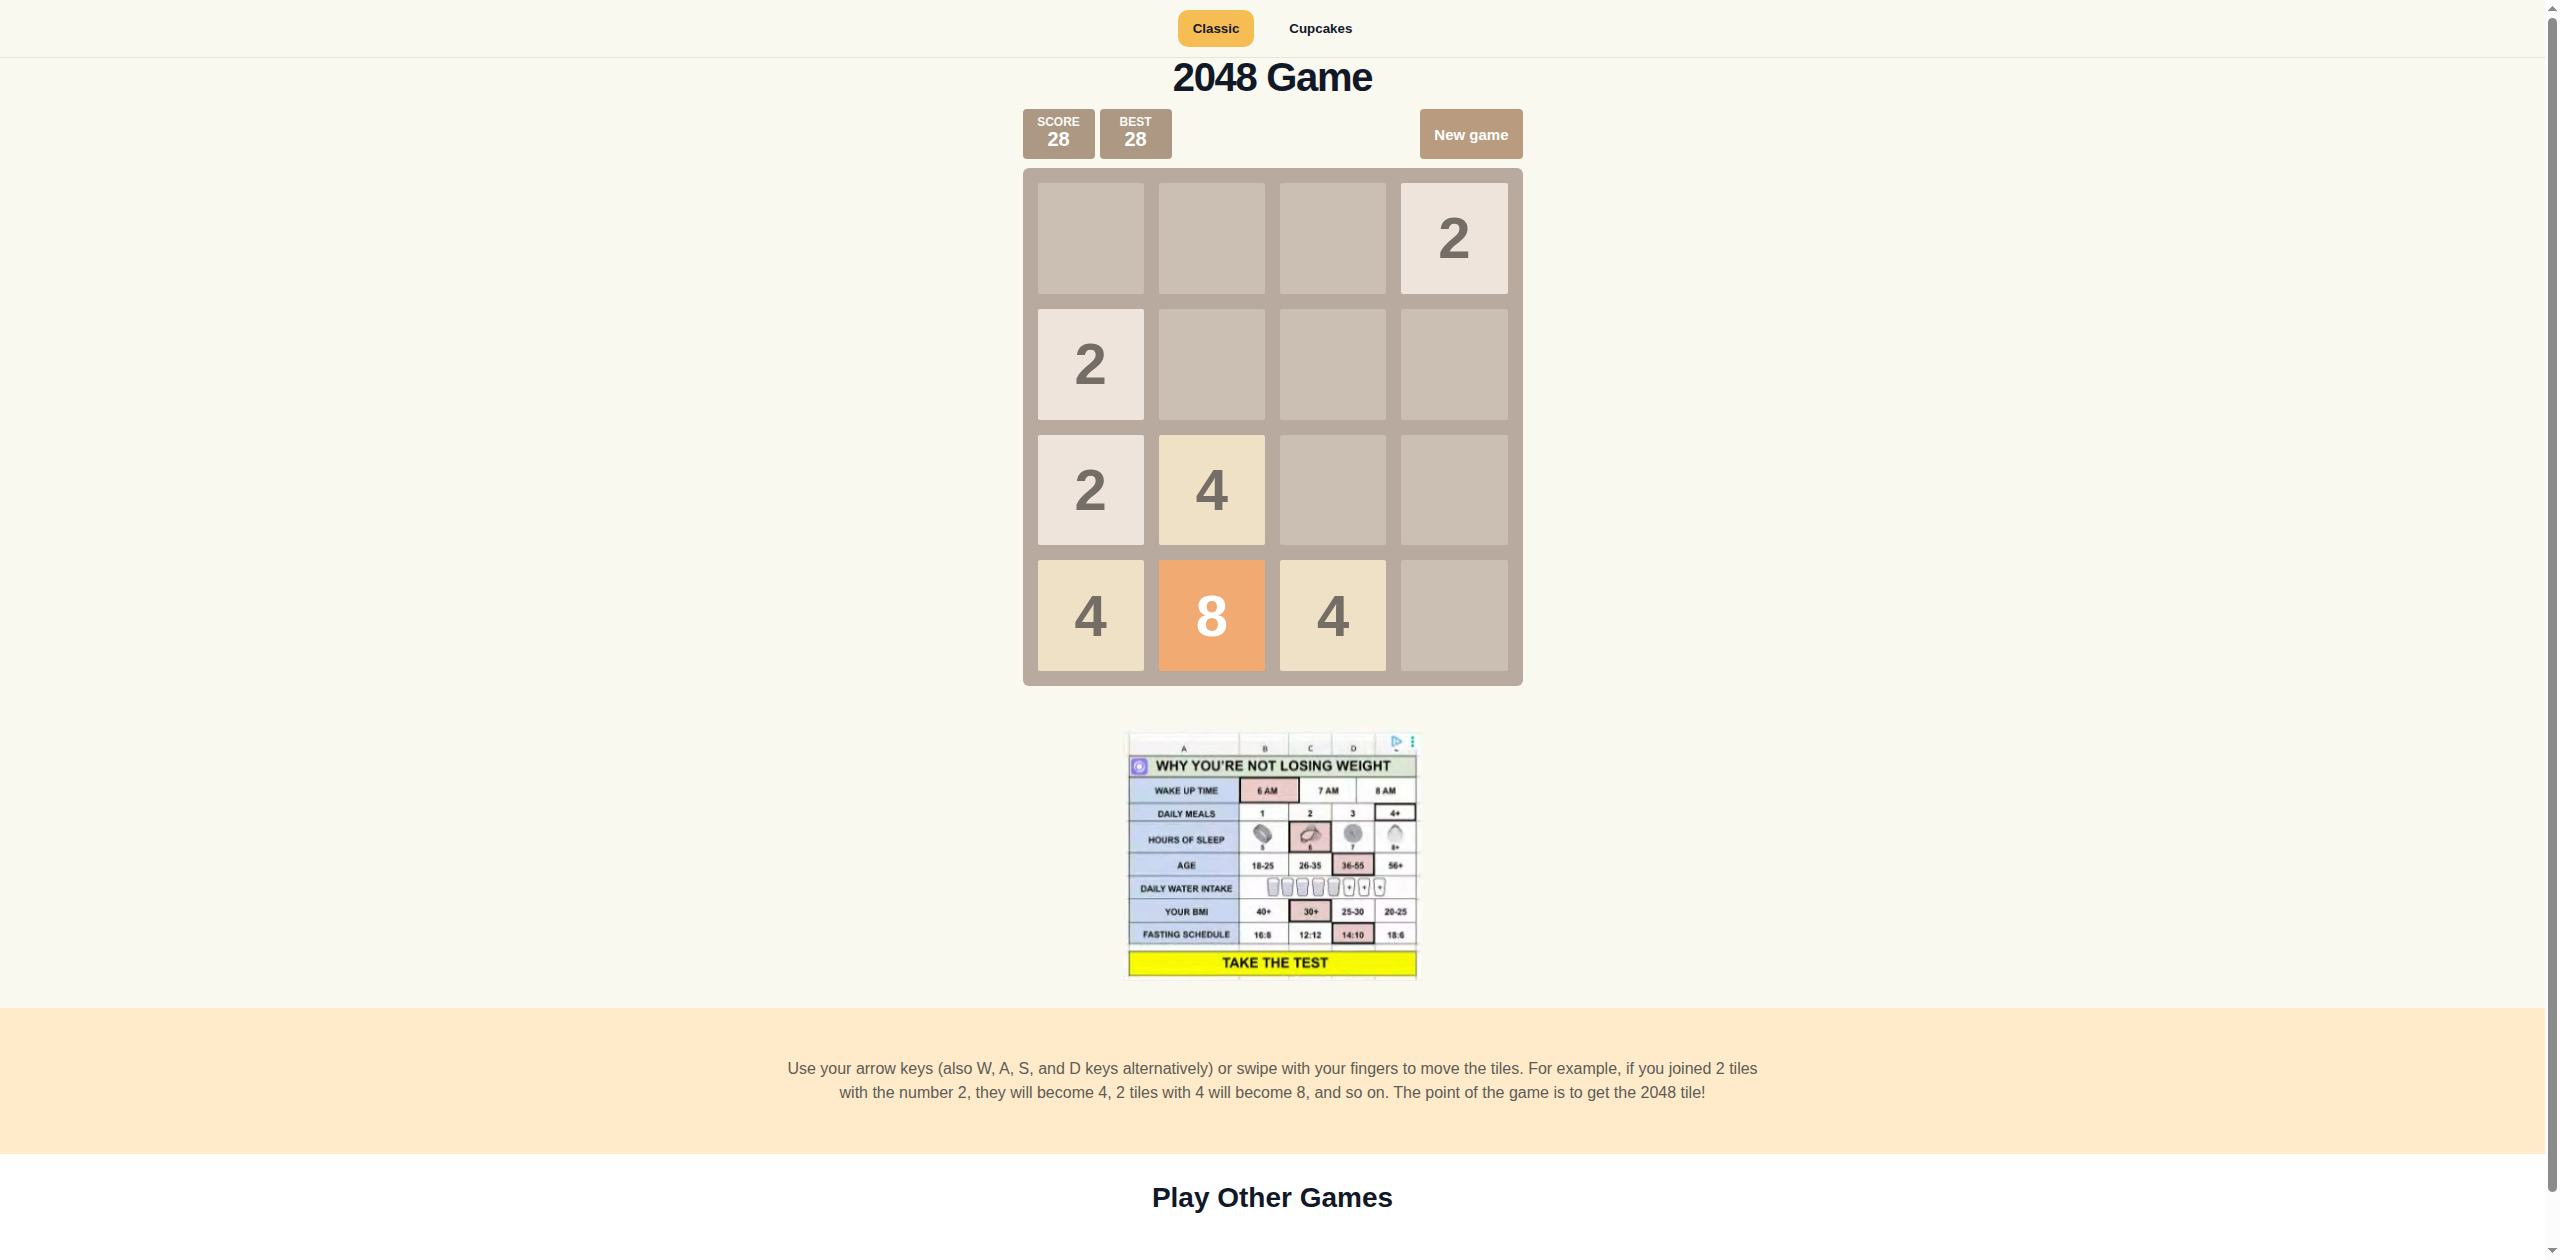 Classic Cupcakes
2048 Game
SCORE BEST
28 28 New game
2
2
2 4
4 8 4
A B C D
WHY YOU'RE NOT LOSING WEIGHT
WAKE UP TIME 6 AM 7 AM 8 AM
DAILY MEALS 1 2 3 4+
HOURS OF SLEEP 5 6 7 8+
AGE 18-25 26-35 36-55 56+
DAILY WATER INTAKE + + +
YOUR BMI 40+ 30+ 25-30 20-25
FASTING SCHEDULE 16:8 12:12 14:10 18:6
TAKE THE TEST
Use your arrow keys (also W, A, S, and D keys alternatively) or swipe with your fingers to move the tiles. For example, if you joined 2 tiles
with the number 2, they will become 4, 2 tiles with 4 will become 8, and so on. The point of the game is to get the 2048 tile!
Play Other Games